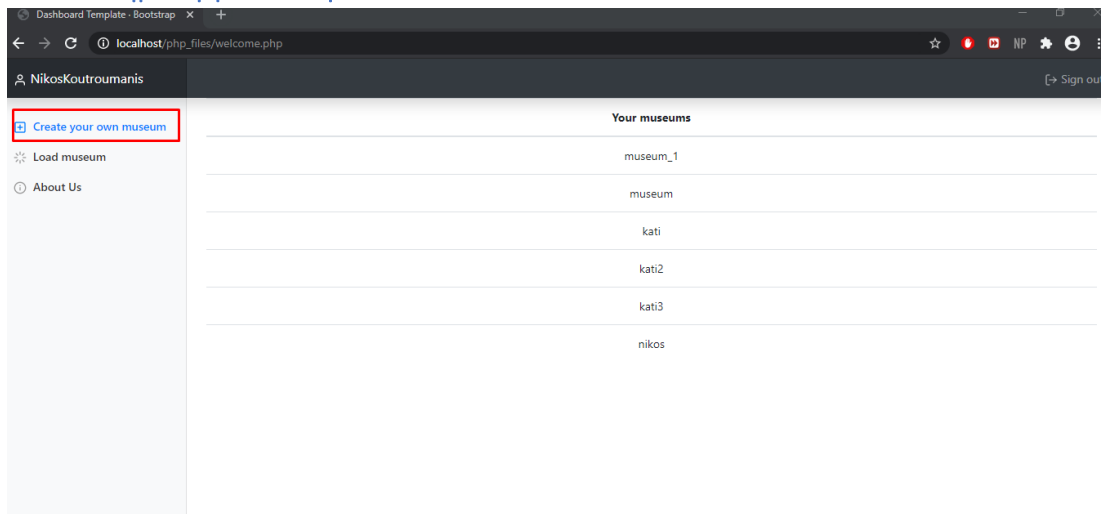 Dashboard Template · Bootstrap
localhost/php_files/welcome.php
NP
NikosKoutroumanis
Sign out
Create your own museum
Load museum
About Us
Your museums
museum_1
museum
kati
kati2
kati3
nikos